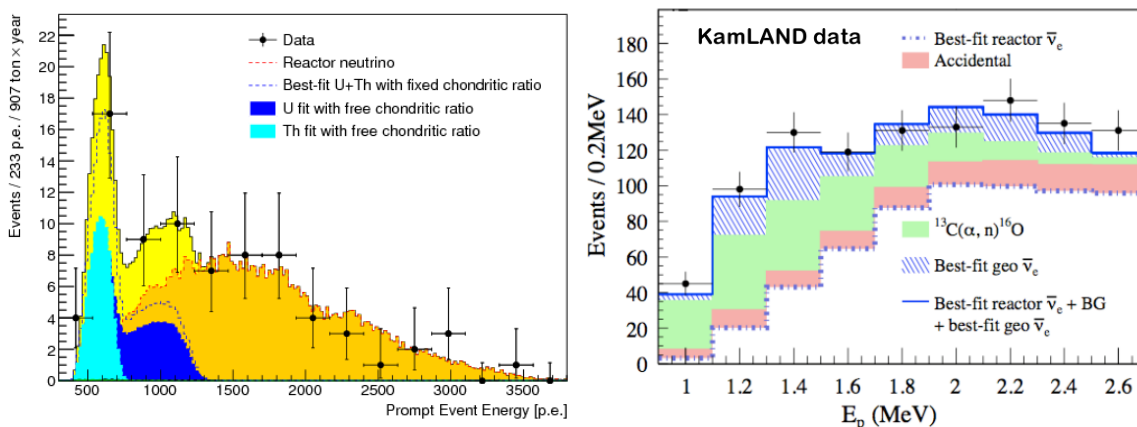 Events / 233 p.e. / 907 ton × year
22
20
18
16
14
12
10
8
6
4
2
0
Data
Reactor neutrino
Best-fit U+Th with fixed chondritic ratio
U fit with free chondritic ratio
Th fit with free chondritic ratio
500 1000 1500 2000 2500 3000 3500
Prompt Event Energy [p.e.]
KamLAND data
Events / 0.2MeV
180
160
140
120
100
80
60
40
20
0
Best-fit reactor ν̅e
Accidental
¹³C(α, n)¹⁶O
Best-fit geo ν̅e
Best-fit reactor ν̅e + BG
+ best-fit geo ν̅e
1 1.2 1.4 1.6 1.8 2 2.2 2.4 2.6
Ep (MeV)